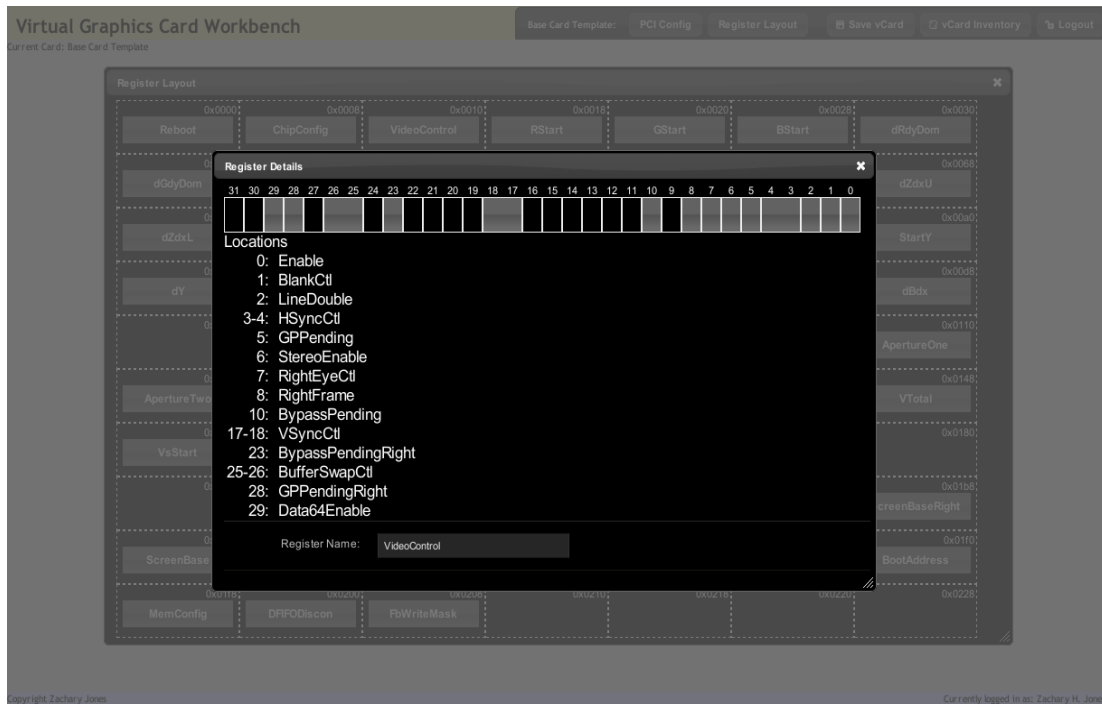 Virtual Graphics Card Workbench
Base Card Template: PCI Config Register Layout Save vCard vCard Inventory Logout
Current Card: Base Card Template
Register Layout
0x0000 0x0008 0x0010 0x0018 0x0020 0x0028 0x0030
Reboot ChipConfig VideoControl RStart GStart BStart dRdyDom
0x0068
dGdyDom dZdxU
0x00a0
dZdxL StartY
0x00d8
dY dBdx
0x0110
ApertureOne
0x0148
ApertureTwo VTotal
0x0180
VsStart
0x01b8
creenBaseRight
0x01f0
ScreenBase BootAddress
0x01f8 0x0200 0x0208 0x0210 0x0218 0x0220 0x0228
MemConfig DFIFODiscon FbWriteMask
Register Details
31 30 29 28 27 26 25 24 23 22 21 20 19 18 17 16 15 14 13 12 11 10 9 8 7 6 5 4 3 2 1 0
Locations
0: Enable
1: BlankCtl
2: LineDouble
3-4: HSyncCtl
5: GPPending
6: StereoEnable
7: RightEyeCtl
8: RightFrame
10: BypassPending
17-18: VSyncCtl
23: BypassPendingRight
25-26: BufferSwapCtl
28: GPPendingRight
29: Data64Enable
Register Name: VideoControl
Copyright Zachary Jones
Currently logged in as: Zachary H. Jone